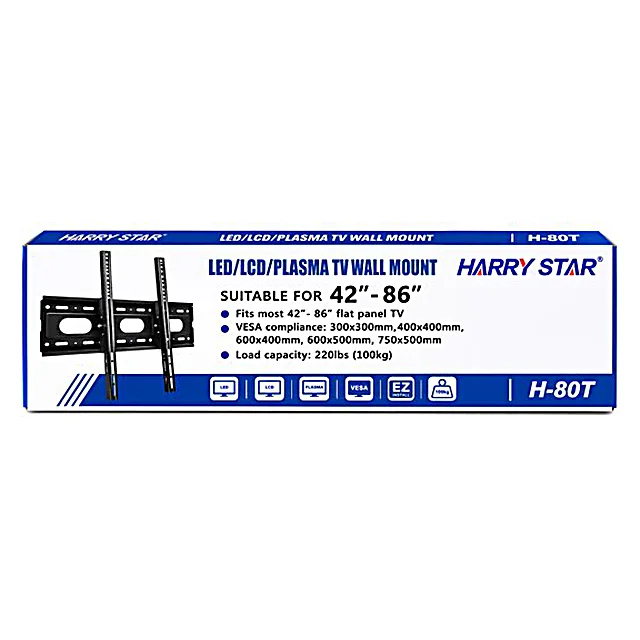 HARRY STAR® LED/LCD/PLASMA TV WALL MOUNT | H-80T
LED/LCD/PLASMA TV WALL MOUNT HARRY STAR®
SUITABLE FOR 42”- 86”
● Fits most 42”- 86” flat panel TV
● VESA compliance: 300x300mm,400x400mm,
600x400mm, 600x500mm, 750x500mm
● Load capacity: 220lbs (100kg)
LED LCD PLASMA VESA EZ INSTALL 100kg | H-80T